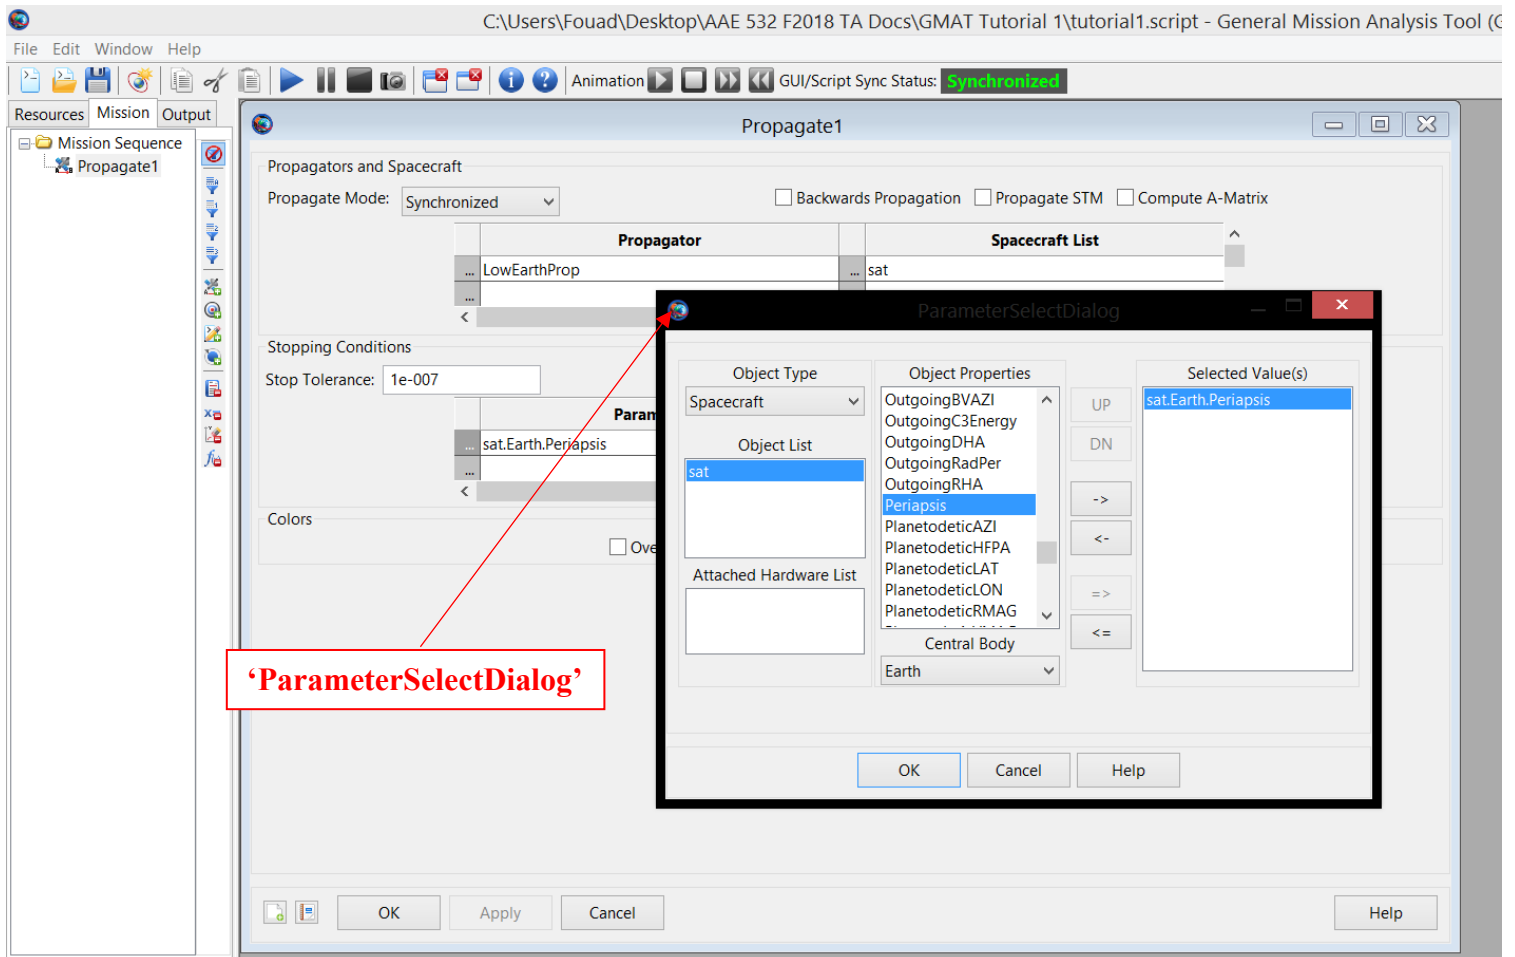 C:\Users\Fouad\Desktop\AAE 532 F2018 TA Docs\GMAT Tutorial 1\tutorial1.script - General Mission Analysis Tool (G
File Edit Window Help
Animation GUI/Script Sync Status: Synchronized
Resources Mission Output
Mission Sequence
Propagate1
Propagate1
Propagators and Spacecraft
Propagate Mode: Synchronized
Backwards Propagation Propagate STM Compute A-Matrix
Propagator Spacecraft List
... LowEarthProp ... sat
...
Stopping Conditions
Stop Tolerance: 1e-007
Param
... sat.Earth.Periapsis
...
Colors
Ove
ParameterSelectDialog
Object Type
Spacecraft
Object List
sat
Attached Hardware List
Object Properties
OutgoingBVAZI
OutgoingC3Energy
OutgoingDHA
OutgoingRadPer
OutgoingRHA
Periapsis
PlanetodeticAZI
PlanetodeticHFPA
PlanetodeticLAT
PlanetodeticLON
PlanetodeticRMAG
Central Body
Earth
UP
DN
->
<-
=>
<=
Selected Value(s)
sat.Earth.Periapsis
OK Cancel Help
‘ParameterSelectDialog’
OK Apply Cancel Help